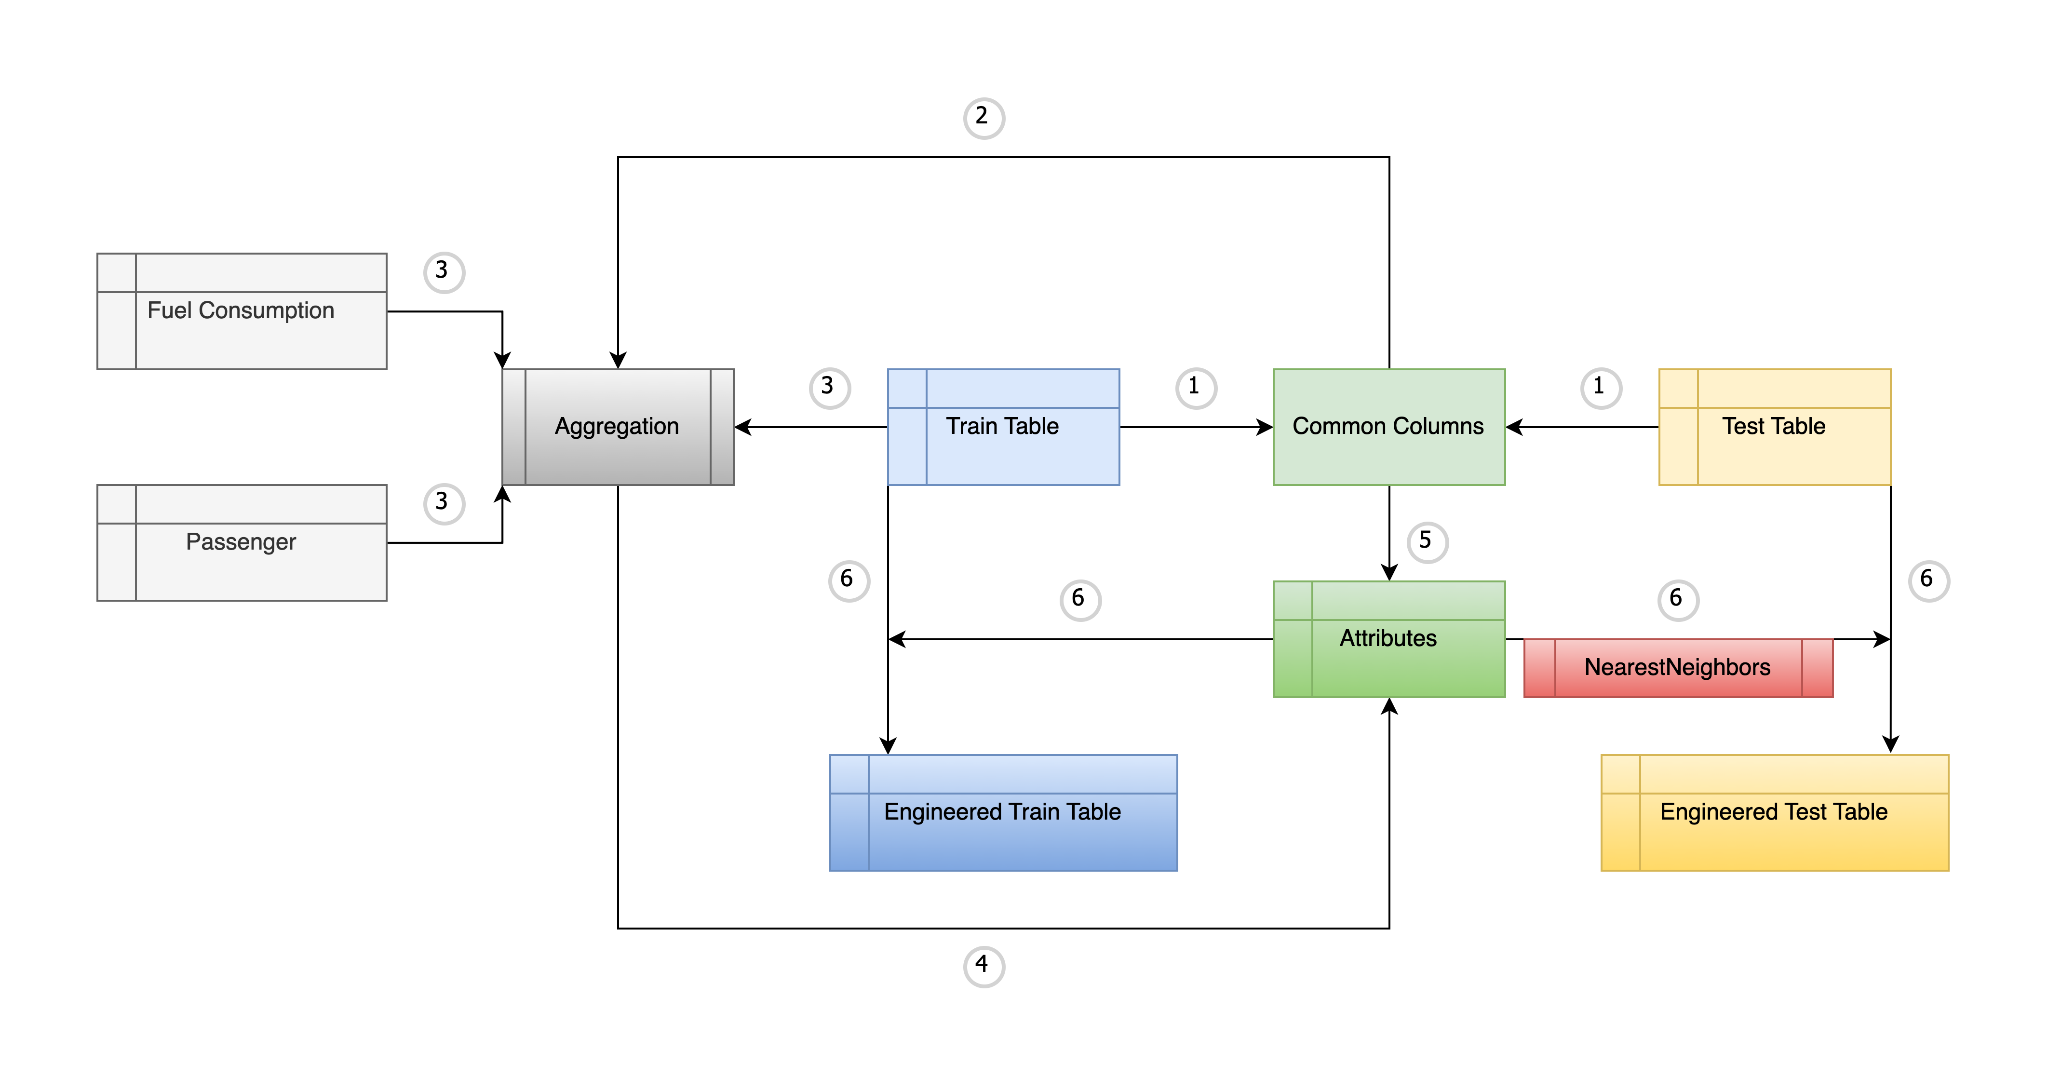 2
3
Fuel Consumption
3
1
1
Aggregation
Train Table
Common Columns
Test Table
3
Passenger
5
6
6
6
6
Attributes
NearestNeighbors
Engineered Train Table
Engineered Test Table
4